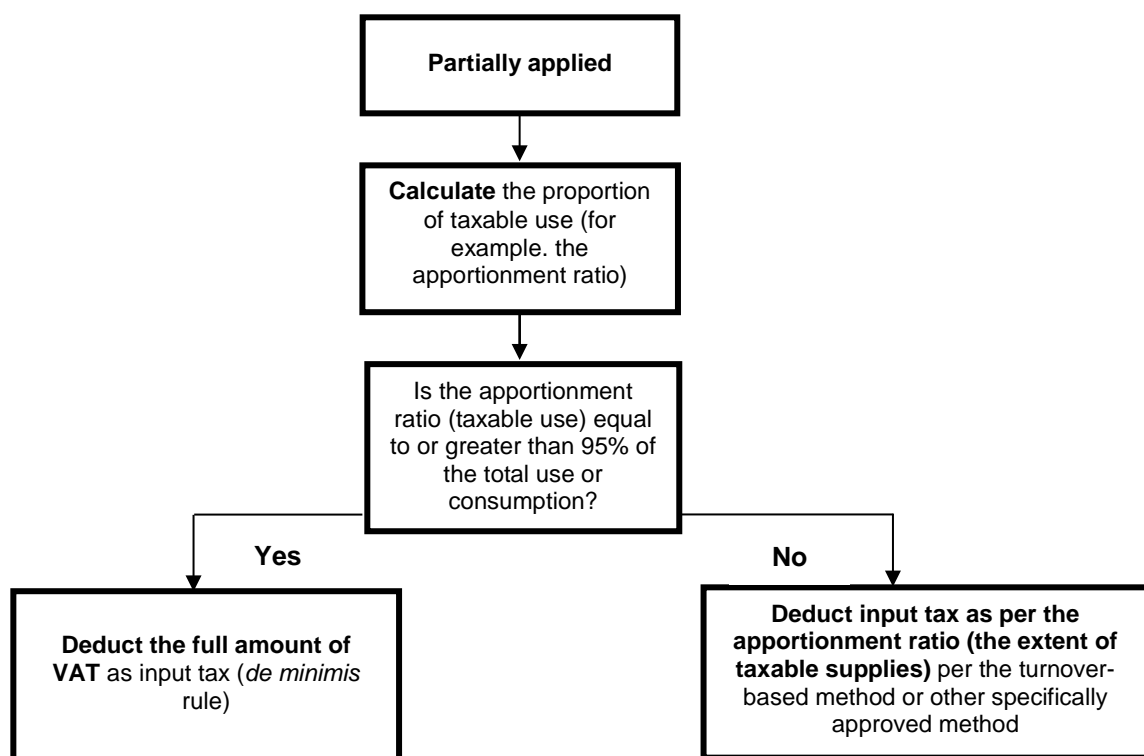 Partially applied
Calculate the proportion
of taxable use (for
example. the
apportionment ratio)
Is the apportionment
ratio (taxable use) equal
to or greater than 95% of
the total use or
consumption?
Yes
No
Deduct the full amount of
VAT as input tax (de minimis
rule)
Deduct input tax as per the
apportionment ratio (the extent of
taxable supplies) per the turnover-
based method or other specifically
approved method